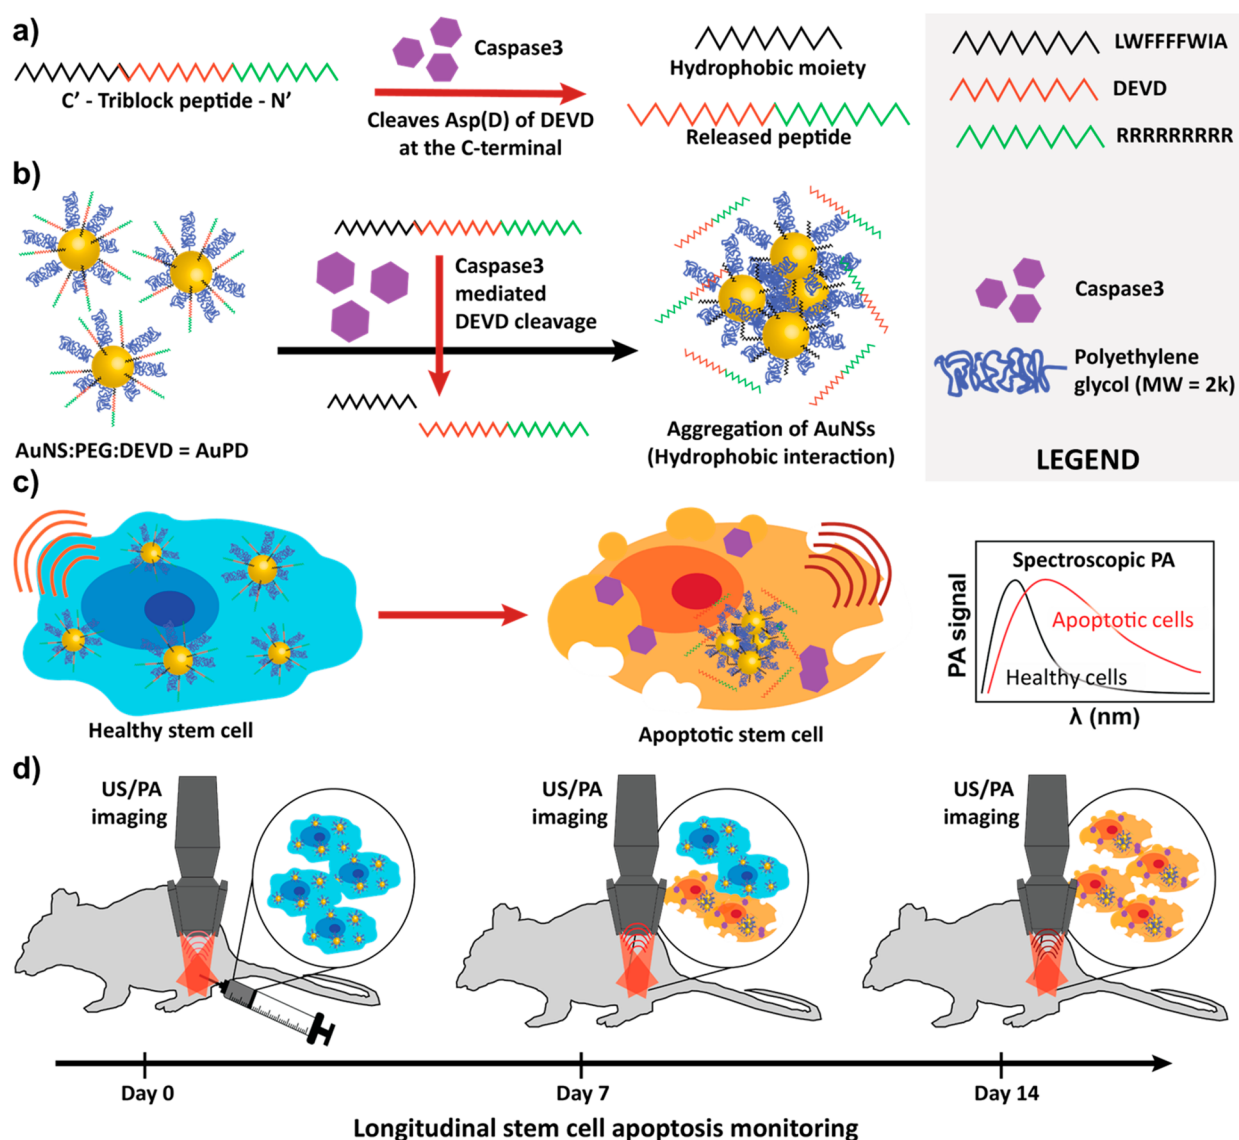 a)
Caspase3
C’ - Triblock peptide - N’
Cleaves Asp(D) of DEVD
at the C-terminal
Hydrophobic moiety
Released peptide
LWFFFFWIA
DEVD
RRRRRRRRR
b)
Caspase3
mediated
DEVD cleavage
AuNS:PEG:DEVD = AuPD
Aggregation of AuNSs
(Hydrophobic interaction)
Caspase3
Polyethylene
glycol (MW = 2k)
LEGEND
c)
Healthy stem cell
Apoptotic stem cell
Spectroscopic PA
PA signal
Apoptotic cells
Healthy cells
λ (nm)
d)
US/PA
imaging
US/PA
imaging
US/PA
imaging
Day 0
Day 7
Day 14
Longitudinal stem cell apoptosis monitoring